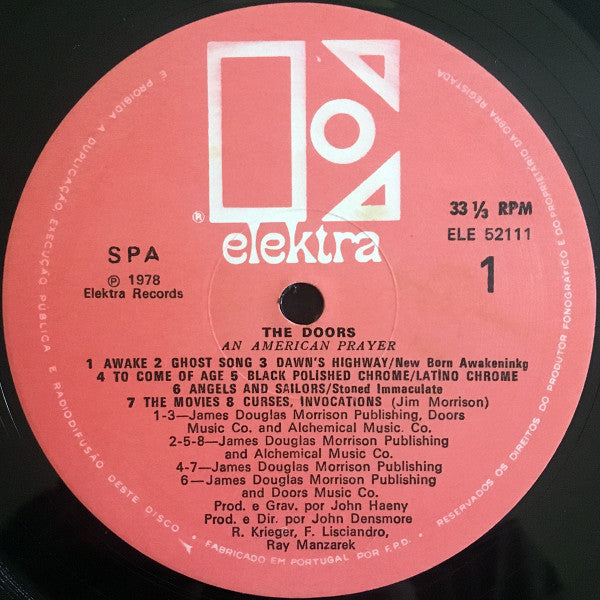 elektra
®
33 ⅓ RPM
ELE 52111
SPA
1
℗ 1978
Elektra Records
THE DOORS
AN AMERICAN PRAYER
1 AWAKE 2 GHOST SONG 3 DAWN'S HIGHWAY/New Born Awakeninkg
4 TO COME OF AGE 5 BLACK POLISHED CHROME/LATINO CHROME
6 ANGELS AND SAILORS/Stoned Immaculate
7 THE MOVIES 8 CURSES, INVOCATIONS (Jim Morrison)
1-3—James Douglas Morrison Publishing, Doors
Music Co. and Alchemical Music. Co.
2-5-8—James Douglas Morrison Publishing
and Alchemical Music Co.
4-7—James Douglas Morrison Publishing
6—James Douglas Morrison Publishing
and Doors Music Co.
Prod. e Grav. por John Haeny
Prod. e Dir. por John Densmore
R. Krieger, F. Lisciandro,
Ray Manzarek
É PROIBIDA A DUPLICAÇÃO, EXECUÇÃO PÚBLICA E RADIODIFUSÃO DESTE DISCO
• FABRICADO EM PORTUGAL POR F.P.D. •
RESERVADOS OS DIREITOS DO PRODUTOR FONOGRÁFICO E DO PROPRIETÁRIO DA OBRA REGISTADA